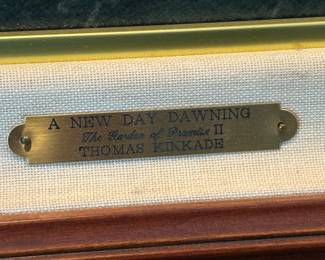 A NEW DAY DAWNING
The Garden of Promise II
THOMAS KINKADE